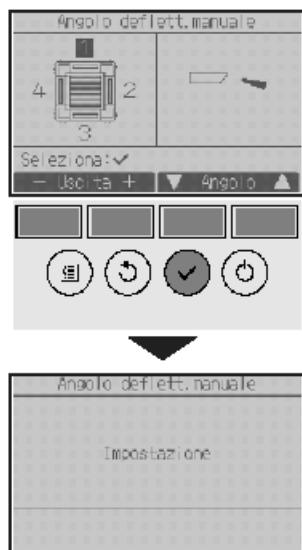 Angolo deflett.manuale
1
4
2
3
Seleziona:✓
— Uscita + ▼ Angolo ▲
Angolo deflett.manuale
Impostazione